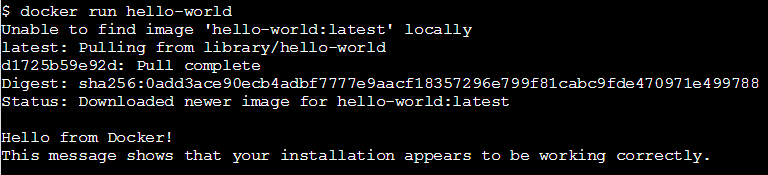 $ docker run hello-world
Unable to find image 'hello-world:latest' locally
latest: Pulling from library/hello-world
d1725b59e92d: Pull complete
Digest: sha256:0add3ace90ecb4adbf7777e9aacf18357296e799f81cabc9fde470971e499788
Status: Downloaded newer image for hello-world:latest
Hello from Docker!
This message shows that your installation appears to be working correctly.